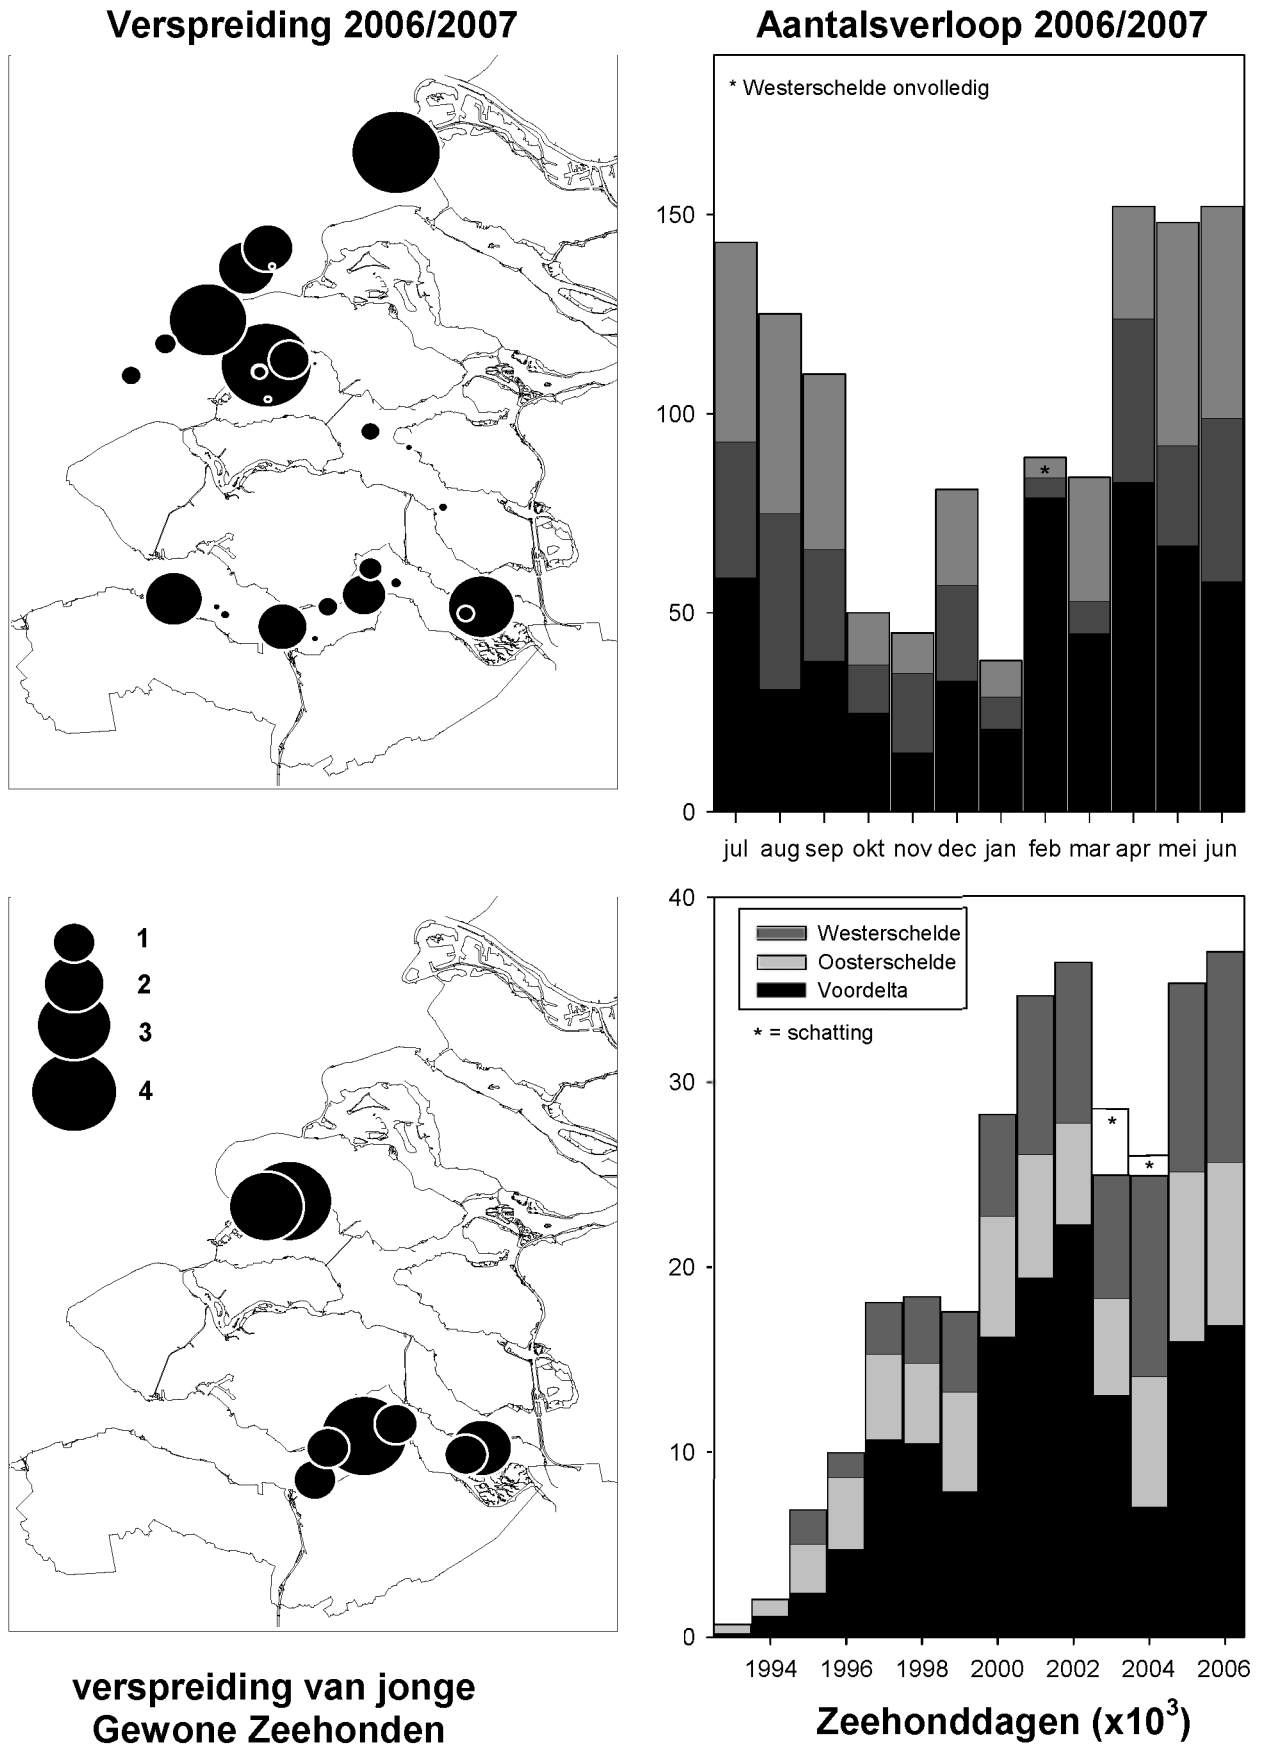 Verspreiding 2006/2007
Aantalsverloop 2006/2007
* Westerschelde onvolledig
150
100
50
0
*
jul aug sep okt nov dec jan feb mar apr mei jun
1
2
3
4
verspreiding van jonge
Gewone Zeehonden
40
30
20
10
0
Westerschelde
Oosterschelde
Voordelta
* = schatting
*
*
1994 1996 1998 2000 2002 2004 2006
Zeehonddagen (x10³)